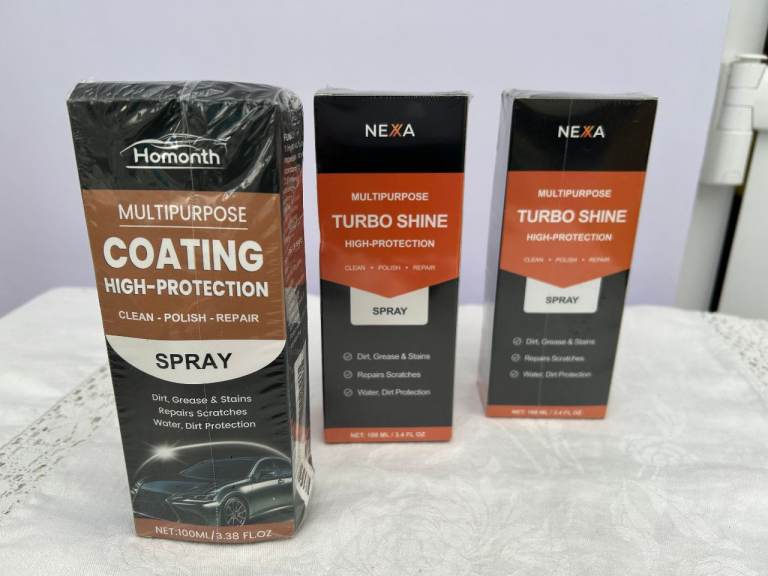 Homonth
MULTIPURPOSE
COATING
HIGH-PROTECTION
CLEAN - POLISH - REPAIR
SPRAY
Dirt, Grease & Stains
Repairs Scratches
Water, Dirt Protection
NET:100ML/3.38 FL.OZ
NEXA
MULTIPURPOSE
TURBO SHINE
HIGH-PROTECTION
CLEAN • POLISH • REPAIR
SPRAY
Dirt, Grease & Stains
Repairs Scratches
Water, Dirt Protection
NET: 100 ML / 3.4 FL OZ
NEXA
MULTIPURPOSE
TURBO SHINE
HIGH-PROTECTION
CLEAN • POLISH • REPAIR
SPRAY
Dirt, Grease & Stains
Repairs Scratches
Water, Dirt Protection
NET: 100 ML / 3.4 FL OZ